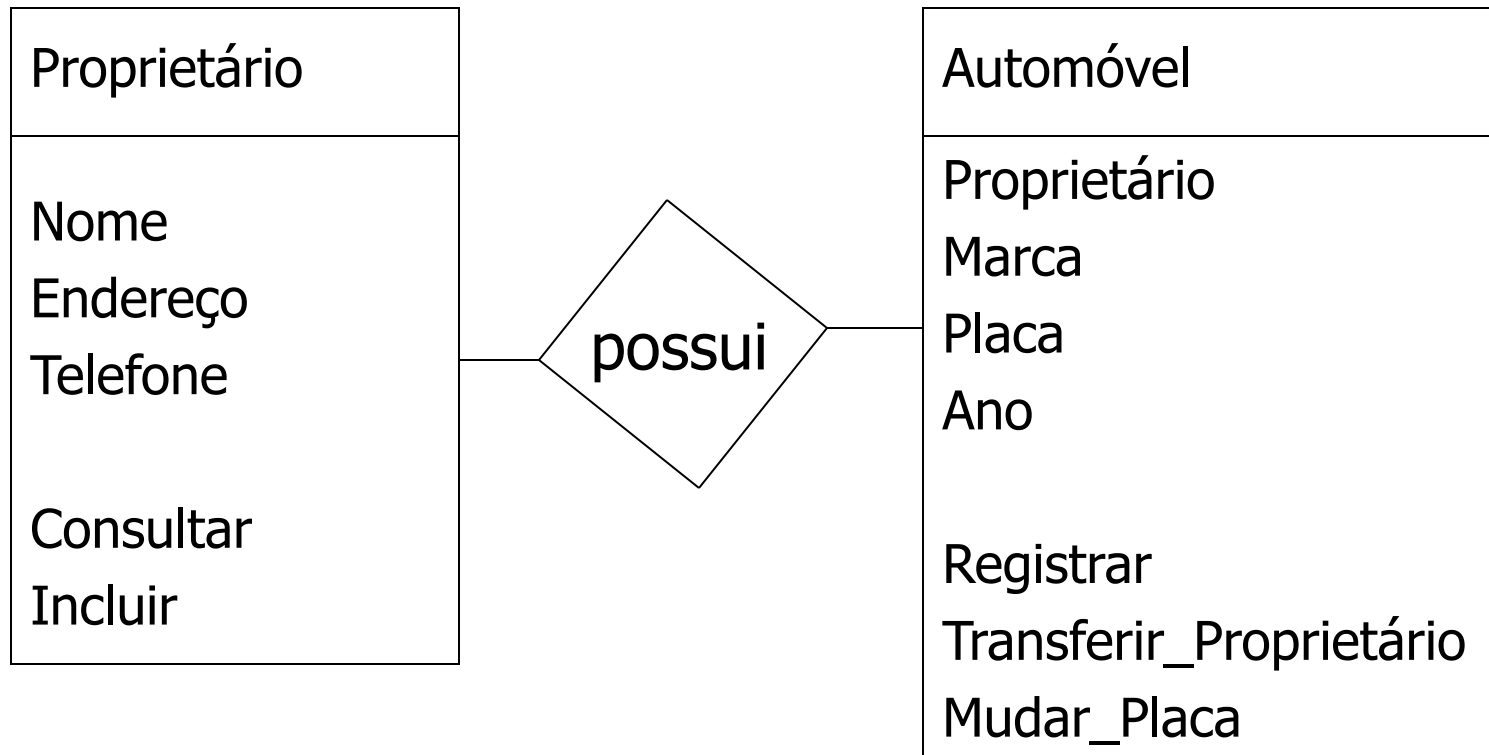 Proprietário
Nome
Endereço
Telefone
Consultar
Incluir
possui
Automóvel
Proprietário
Marca
Placa
Ano
Registrar
Transferir_Proprietário
Mudar_Placa